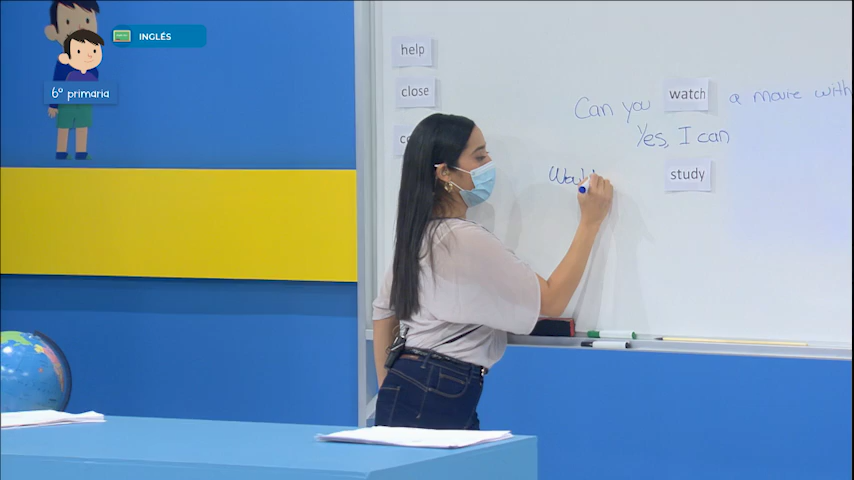 INGLÉS
6º primaria
help
close
Can you watch a movie with
Yes, I can
study